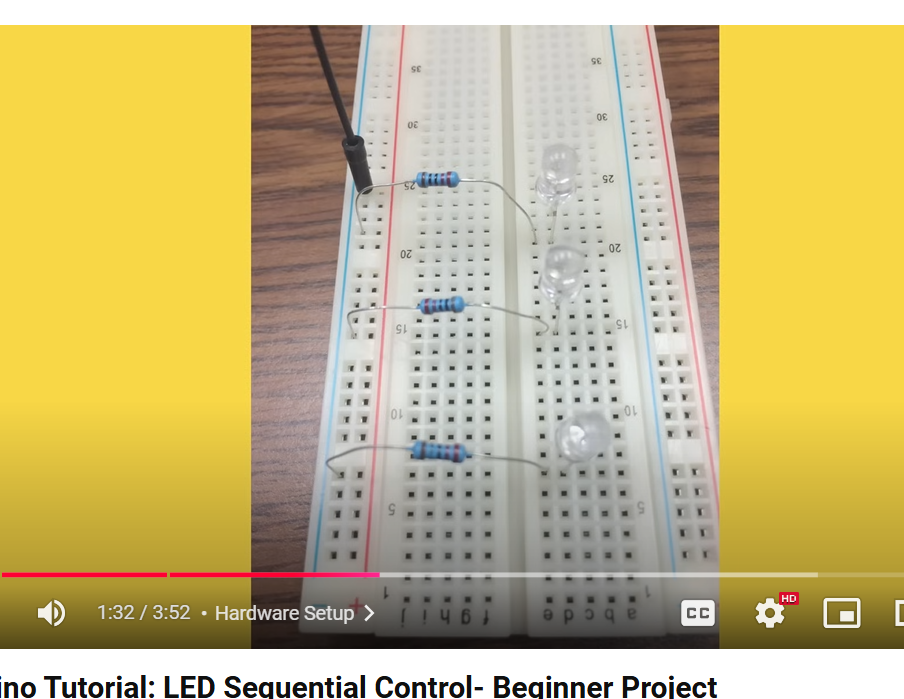 35 35
30 30
25 25
20 20
15 15
10 10
5 5
1 1
j i h g f e d c b a
HD
1:32 / 3:52 • Hardware Setup
CC
ino Tutorial: LED Sequential Control- Beginner Project